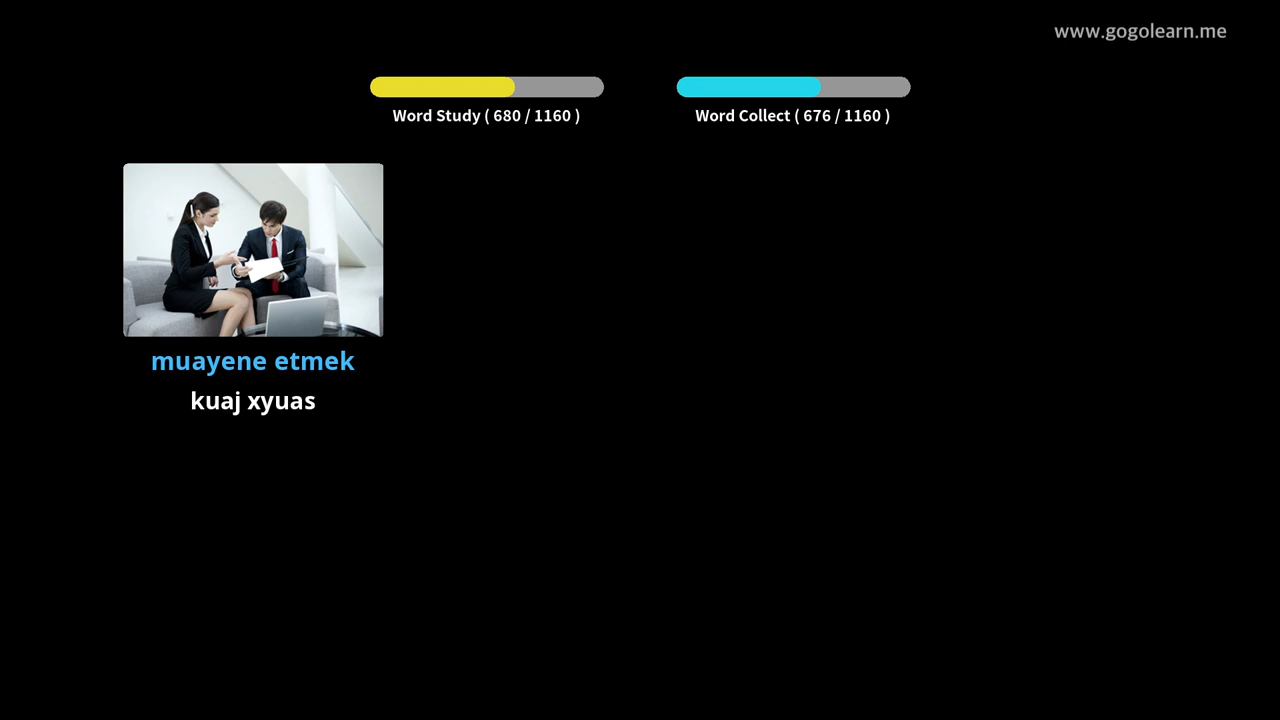 www.gogolearn.me
Word Study ( 680 / 1160 )
Word Collect ( 676 / 1160 )
muayene etmek
kuaj xyuas